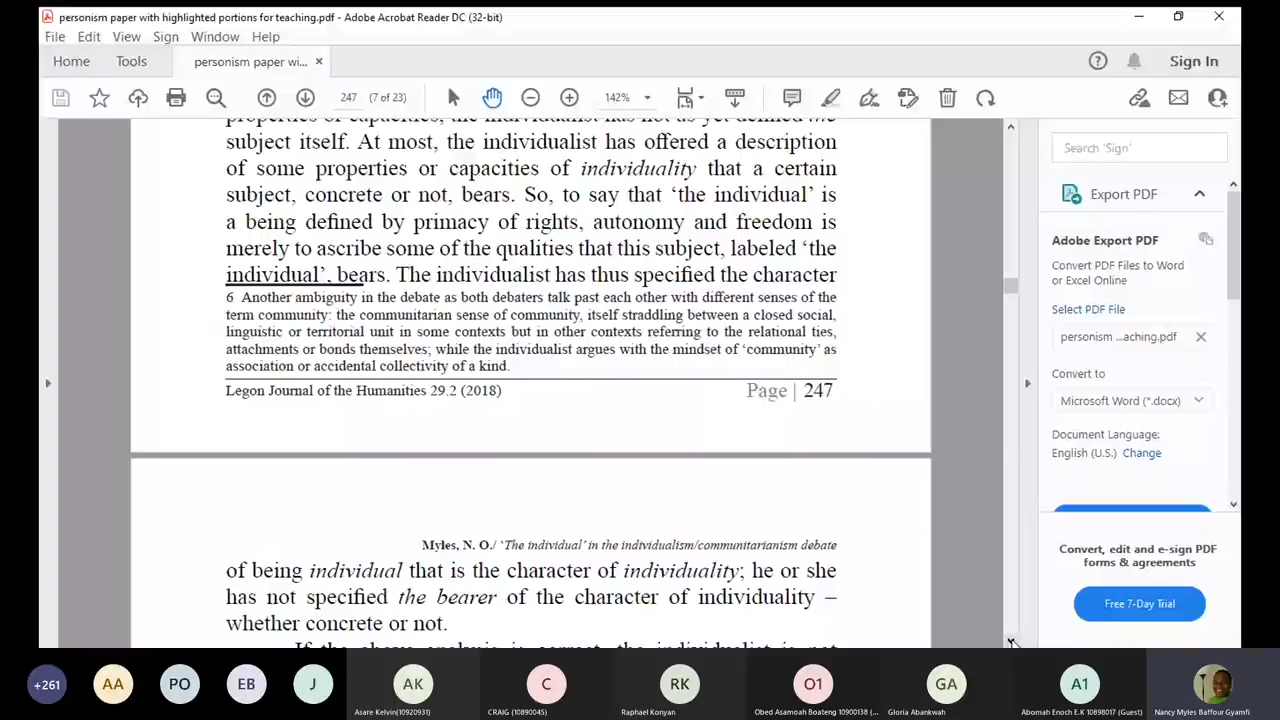 personism paper with highlighted portions for teaching.pdf - Adobe Acrobat Reader DC (32-bit)
File Edit View Sign Window Help
Home Tools personism paper wi... × Sign In
247 (7 of 23) 142%
subject itself. At most, the individualist has offered a description
of some properties or capacities of individuality that a certain
subject, concrete or not, bears. So, to say that ‘the individual’ is
a being defined by primacy of rights, autonomy and freedom is
merely to ascribe some of the qualities that this subject, labeled ‘the
individual’, bears. The individualist has thus specified the character
6 Another ambiguity in the debate as both debaters talk past each other with different senses of the
term community: the communitarian sense of community, itself straddling between a closed social,
linguistic or territorial unit in some contexts but in other contexts referring to the relational ties,
attachments or bonds themselves; while the individualist argues with the mindset of ‘community’ as
association or accidental collectivity of a kind.
Legon Journal of the Humanities 29.2 (2018) Page | 247
Myles, N. O./ ‘The individual’ in the individualism/communitarianism debate
of being individual that is the character of individuality; he or she
has not specified the bearer of the character of individuality –
whether concrete or not.
Search 'Sign'
Export PDF
Adobe Export PDF
Convert PDF Files to Word
or Excel Online
Select PDF File
personism ...aching.pdf
Convert to
Microsoft Word (*.docx)
Document Language:
English (U.S.) Change
Convert, edit and e-sign PDF
forms & agreements
Free 7-Day Trial
+261 AA PO EB J AK C RK O1 GA A1
Asare Kelvin(10920931) CRAIG (10890045) Raphael Konyan Obed Asamoah Boateng 10900138 (... Gloria Abankwah Abomah Enoch E.K 10898017 (Guest) Nancy Myles Balfour Gyamfi